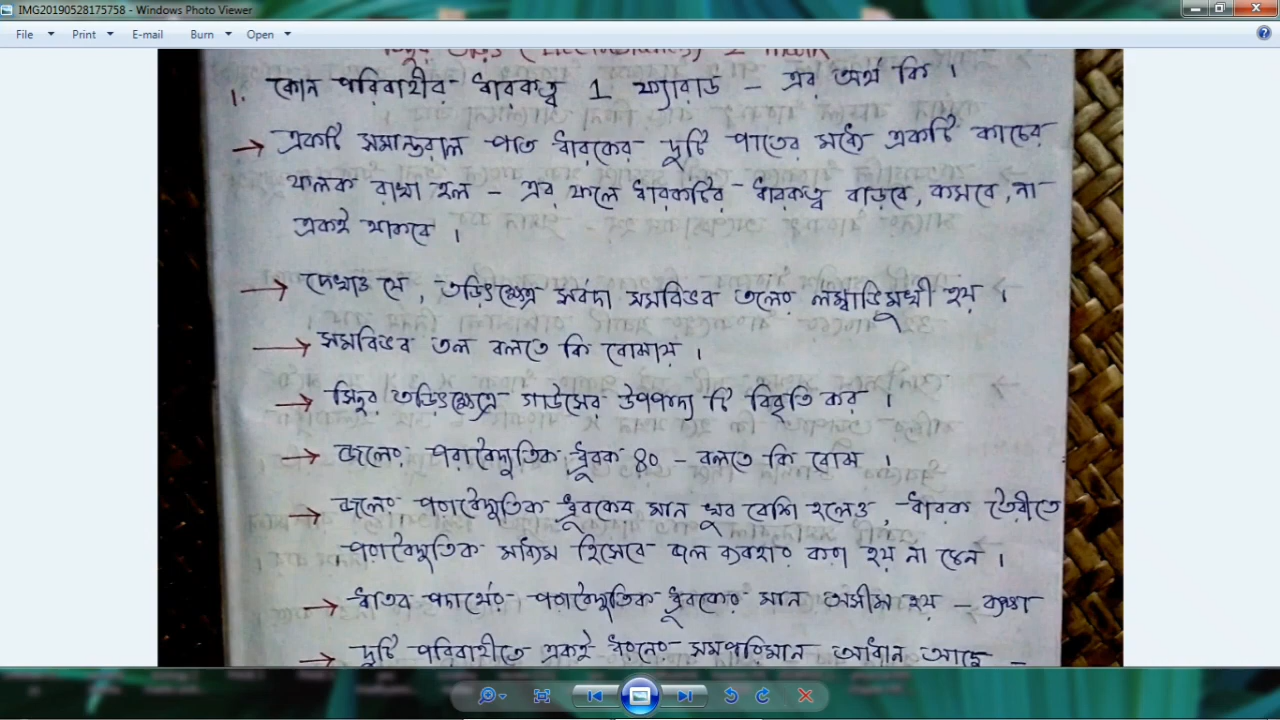 IMG20190528175758 - Windows Photo Viewer
File Print E-mail Burn Open
1. কোন পরিবাহীর ধারকত্ব 1 ফ্যারাড - এর অর্থ কি ।
→ একটি সমান্তরাল পাত ধারকের দুটি পাতের মধ্যে একটি কাচের
ফলক রাখা হল - এর ফলে ধারকটির ধারকত্ব বাড়বে, কমবে, না
একই থাকবে ।
→ দেখাও যে, তড়িৎক্ষেত্র সর্বদা সমবিভব তলের লম্বাভিমুখী হয় ।
→ সমবিভব তল বলতে কি বোঝায় ।
→ স্থির তড়িৎক্ষেত্রে গাউসের উপপাদ্য টি বিবৃতি কর ।
→ জলের পরাবৈদ্যুতিক ধ্রুবক 80 - বলতে কি বোঝ ।
→ জলের পরাবৈদ্যুতিক ধ্রুবকের মান খুব বেশি হলেও, ধারক তৈরীতে
পরাবৈদ্যুতিক মাধ্যম হিসেবে জল ব্যবহার করা হয় না কেন ।
→ ধাতব পদার্থের পরাবৈদ্যুতিক ধ্রুবকের মান অসীম হয় - ব্যাখ্যা
→ দুটি পরিবাহীতে একই ধরনের সমপরিমান আধান আছে -